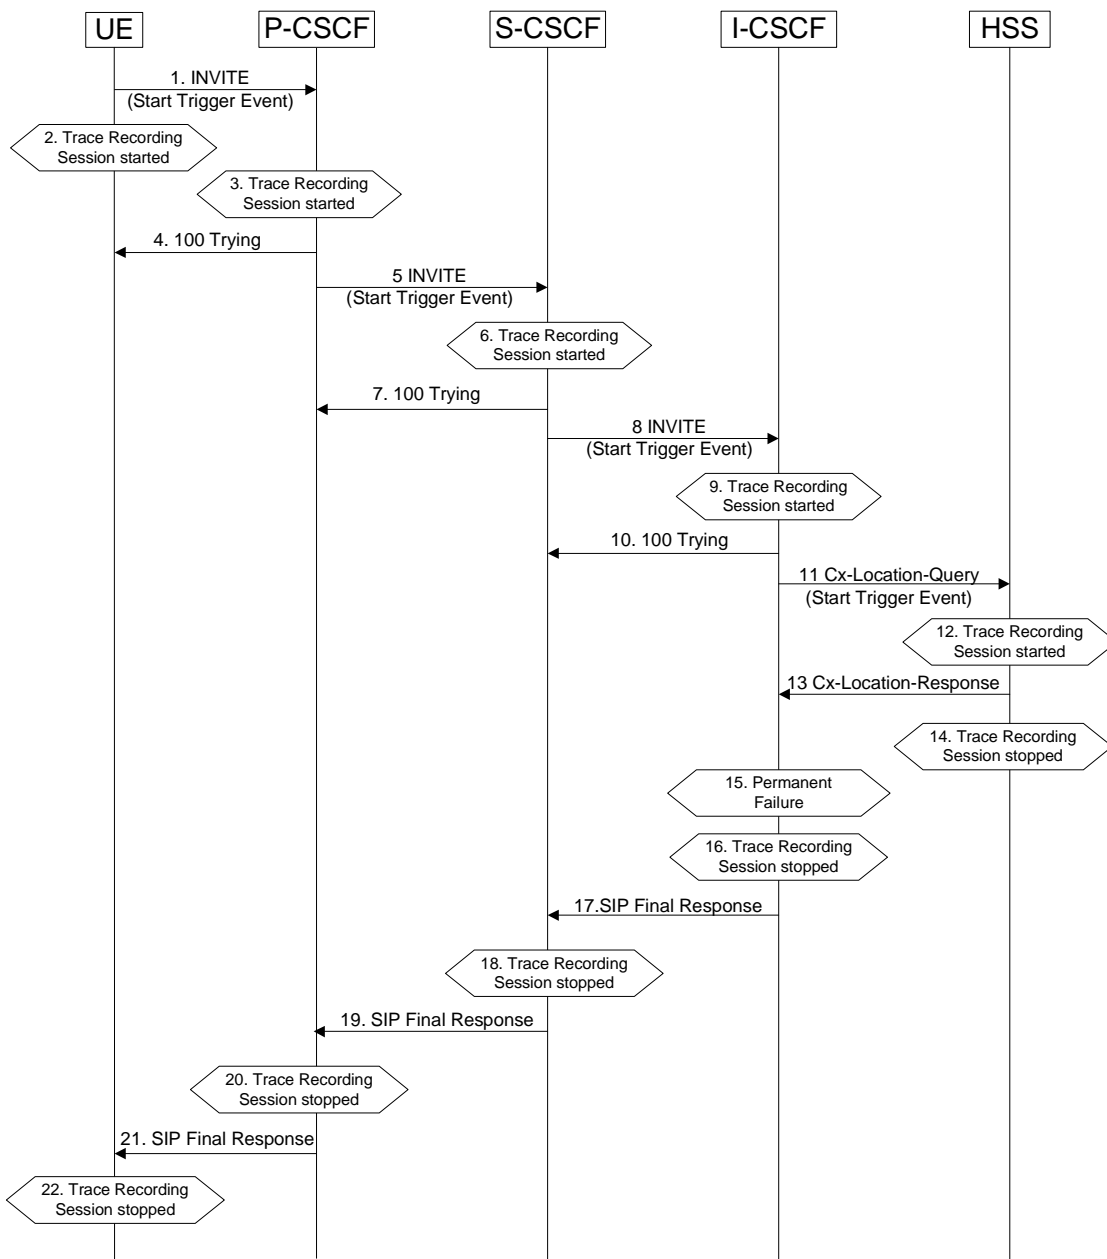 UE
P-CSCF
S-CSCF
I-CSCF
HSS
1. INVITE
(Start Trigger Event)
2. Trace Recording
Session started
3. Trace Recording
Session started
4. 100 Trying
5 INVITE
(Start Trigger Event)
6. Trace Recording
Session started
7. 100 Trying
8 INVITE
(Start Trigger Event)
9. Trace Recording
Session started
10. 100 Trying
11 Cx-Location-Query
(Start Trigger Event)
12. Trace Recording
Session started
13 Cx-Location-Response
14. Trace Recording
Session stopped
15. Permanent
Failure
16. Trace Recording
Session stopped
17.SIP Final Response
18. Trace Recording
Session stopped
19. SIP Final Response
20. Trace Recording
Session stopped
21. SIP Final Response
22. Trace Recording
Session stopped